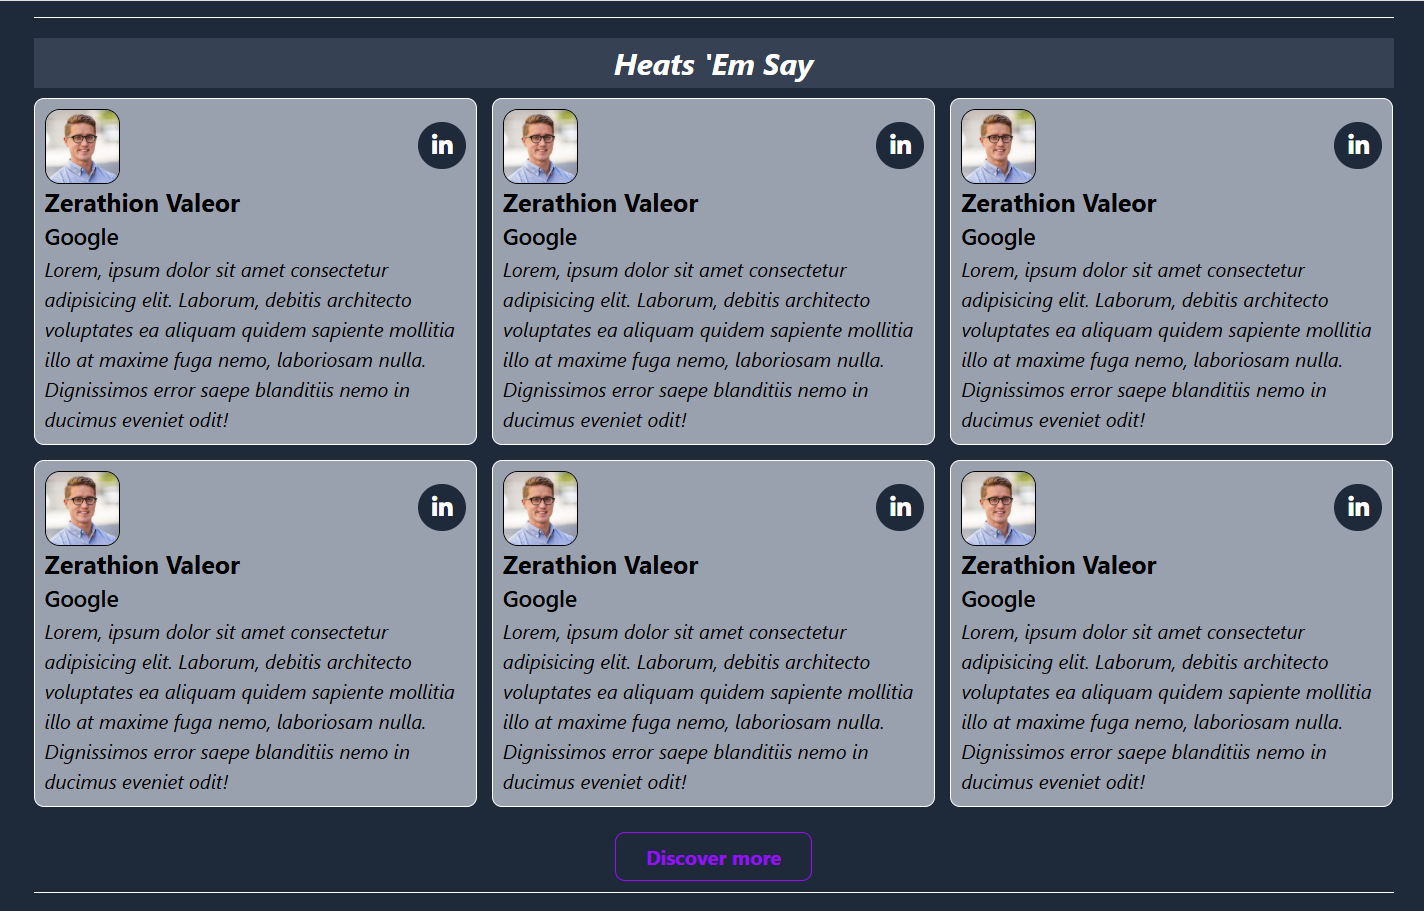 Heats 'Em Say
in
Zerathion Valeor
Google
Lorem, ipsum dolor sit amet consectetur
adipisicing elit. Laborum, debitis architecto
voluptates ea aliquam quidem sapiente mollitia
illo at maxime fuga nemo, laboriosam nulla.
Dignissimos error saepe blanditiis nemo in
ducimus eveniet odit!
in
Zerathion Valeor
Google
Lorem, ipsum dolor sit amet consectetur
adipisicing elit. Laborum, debitis architecto
voluptates ea aliquam quidem sapiente mollitia
illo at maxime fuga nemo, laboriosam nulla.
Dignissimos error saepe blanditiis nemo in
ducimus eveniet odit!
in
Zerathion Valeor
Google
Lorem, ipsum dolor sit amet consectetur
adipisicing elit. Laborum, debitis architecto
voluptates ea aliquam quidem sapiente mollitia
illo at maxime fuga nemo, laboriosam nulla.
Dignissimos error saepe blanditiis nemo in
ducimus eveniet odit!
in
Zerathion Valeor
Google
Lorem, ipsum dolor sit amet consectetur
adipisicing elit. Laborum, debitis architecto
voluptates ea aliquam quidem sapiente mollitia
illo at maxime fuga nemo, laboriosam nulla.
Dignissimos error saepe blanditiis nemo in
ducimus eveniet odit!
in
Zerathion Valeor
Google
Lorem, ipsum dolor sit amet consectetur
adipisicing elit. Laborum, debitis architecto
voluptates ea aliquam quidem sapiente mollitia
illo at maxime fuga nemo, laboriosam nulla.
Dignissimos error saepe blanditiis nemo in
ducimus eveniet odit!
in
Zerathion Valeor
Google
Lorem, ipsum dolor sit amet consectetur
adipisicing elit. Laborum, debitis architecto
voluptates ea aliquam quidem sapiente mollitia
illo at maxime fuga nemo, laboriosam nulla.
Dignissimos error saepe blanditiis nemo in
ducimus eveniet odit!
Discover more